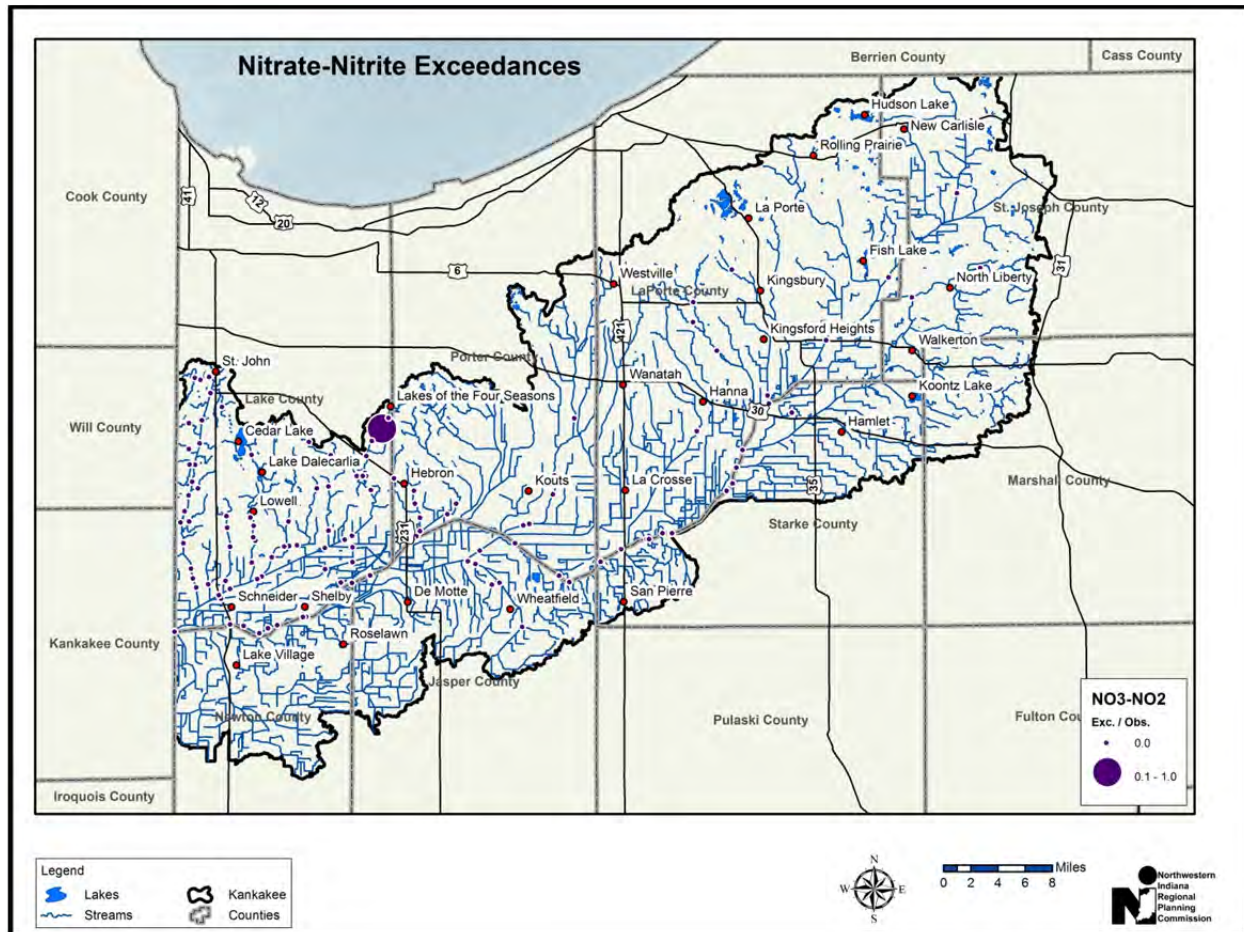 Nitrate-Nitrite Exceedances
Berrien County
Cass County
Hudson Lake
New Carlisle
Rolling Prairie
Cook County
41
12
20
St. Joseph County
La Porte
Fish Lake
6
31
Westville
LaPorte County
Kingsbury
North Liberty
421
Kingsford Heights
Walkerton
Porter County
St. John
Wanatah
Koontz Lake
Lake County
Lakes of the Four Seasons
Hanna
30
Will County
Cedar Lake
Hamlet
Lake Dalecarlia
Hebron
Kouts
La Crosse
35
Marshall County
Lowell
231
Starke County
Schneider
Shelby
De Motte
Wheatfield
San Pierre
Kankakee County
Roselawn
Lake Village
Jasper County
Newton County
Pulaski County
Fulton Cou
NO3-NO2
Exc. / Obs.
0.0
0.1 - 1.0
Iroquois County
Legend
Lakes
Kankakee
Streams
Counties
N
W
E
S
0 2 4 6 8
Miles
Northwestern
Indiana
Regional
Planning
Commission